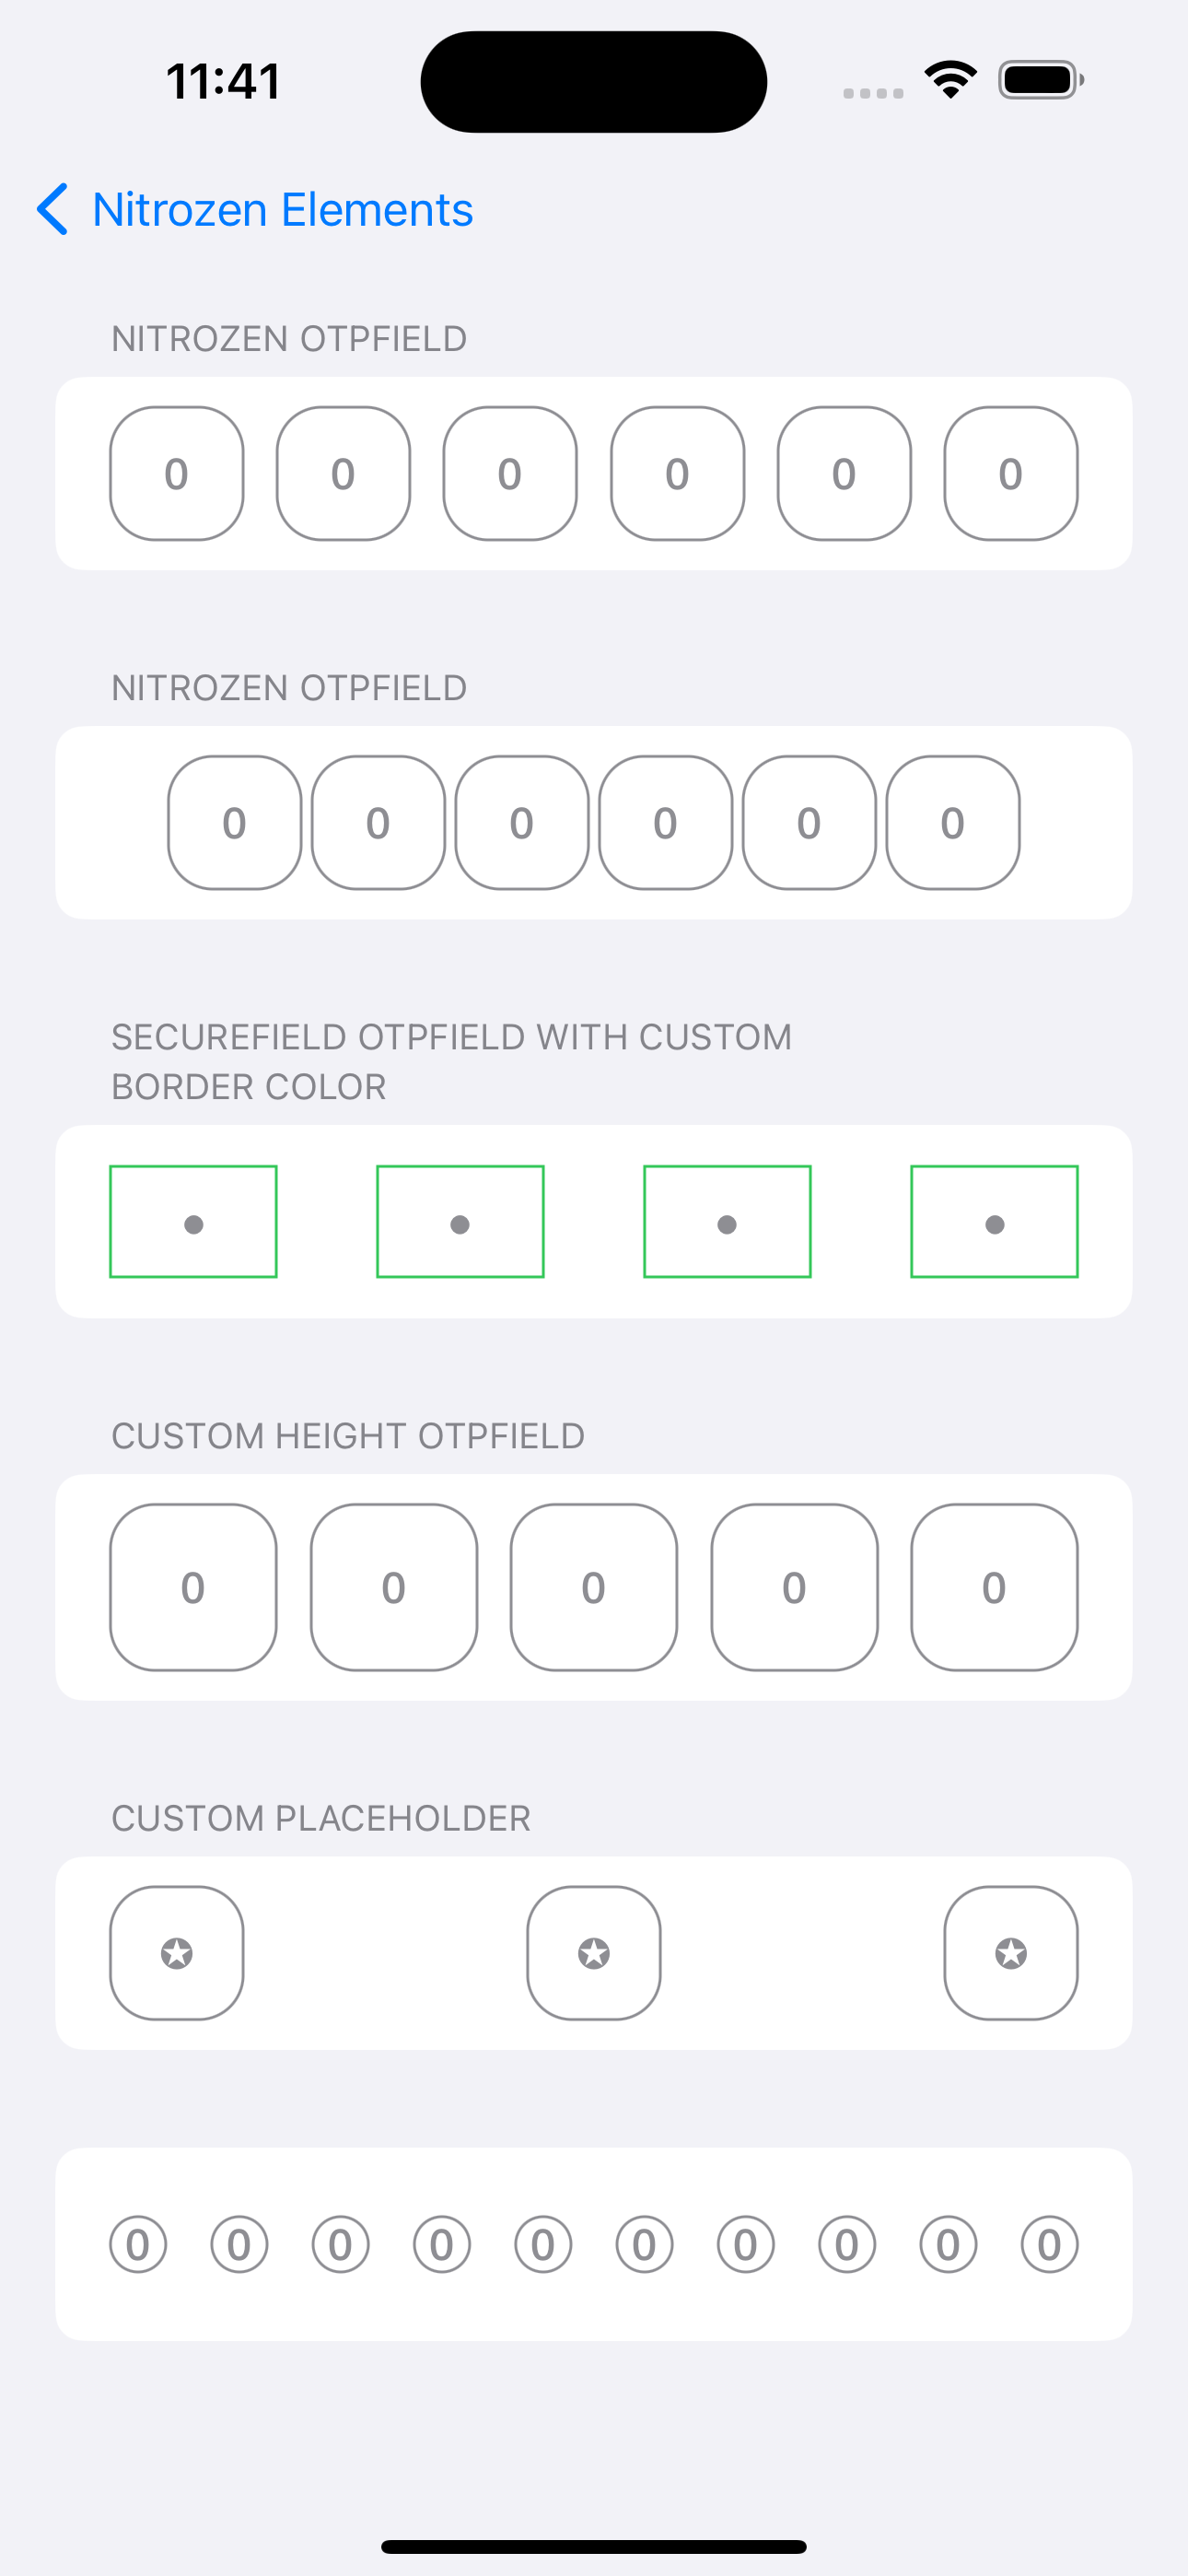 11:41
Nitrozen Elements
NITROZEN OTPFIELD
0 0 0 0 0 0
NITROZEN OTPFIELD
0 0 0 0 0 0
SECUREFIELD OTPFIELD WITH CUSTOM
BORDER COLOR
• • • •
CUSTOM HEIGHT OTPFIELD
0 0 0 0 0
CUSTOM PLACEHOLDER
✪ ✪ ✪
0 0 0 0 0 0 0 0 0 0